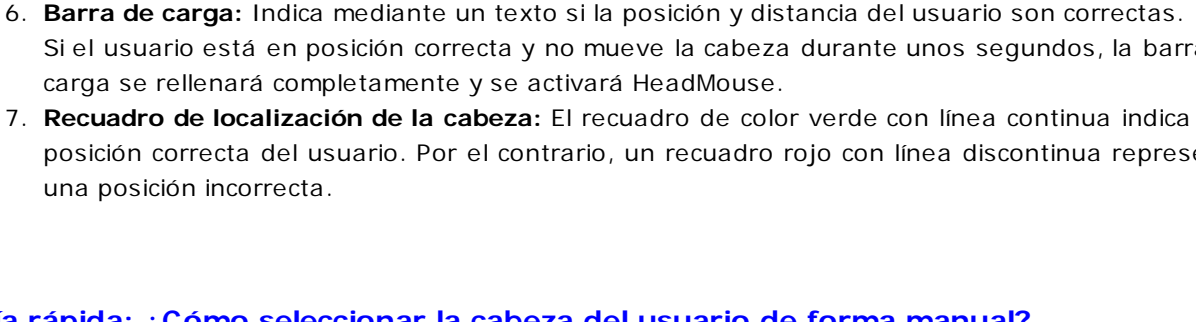 6. Barra de carga: Indica mediante un texto si la posición y distancia del usuario son correctas.
Si el usuario está en posición correcta y no mueve la cabeza durante unos segundos, la barra
carga se rellenará completamente y se activará HeadMouse.
7. Recuadro de localización de la cabeza: El recuadro de color verde con línea continua indica
posición correcta del usuario. Por el contrario, un recuadro rojo con línea discontinua represe
una posición incorrecta.
ía rápida: ¿Cómo seleccionar la cabeza del usuario de forma manual?